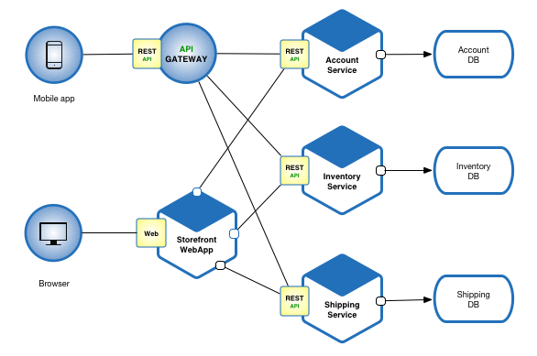 Mobile app
REST
API
API
GATEWAY
REST
API
Account
Service
Account
DB
REST
API
Inventory
Service
Inventory
DB
Browser
Web
Storefront
WebApp
REST
API
Shipping
Service
Shipping
DB